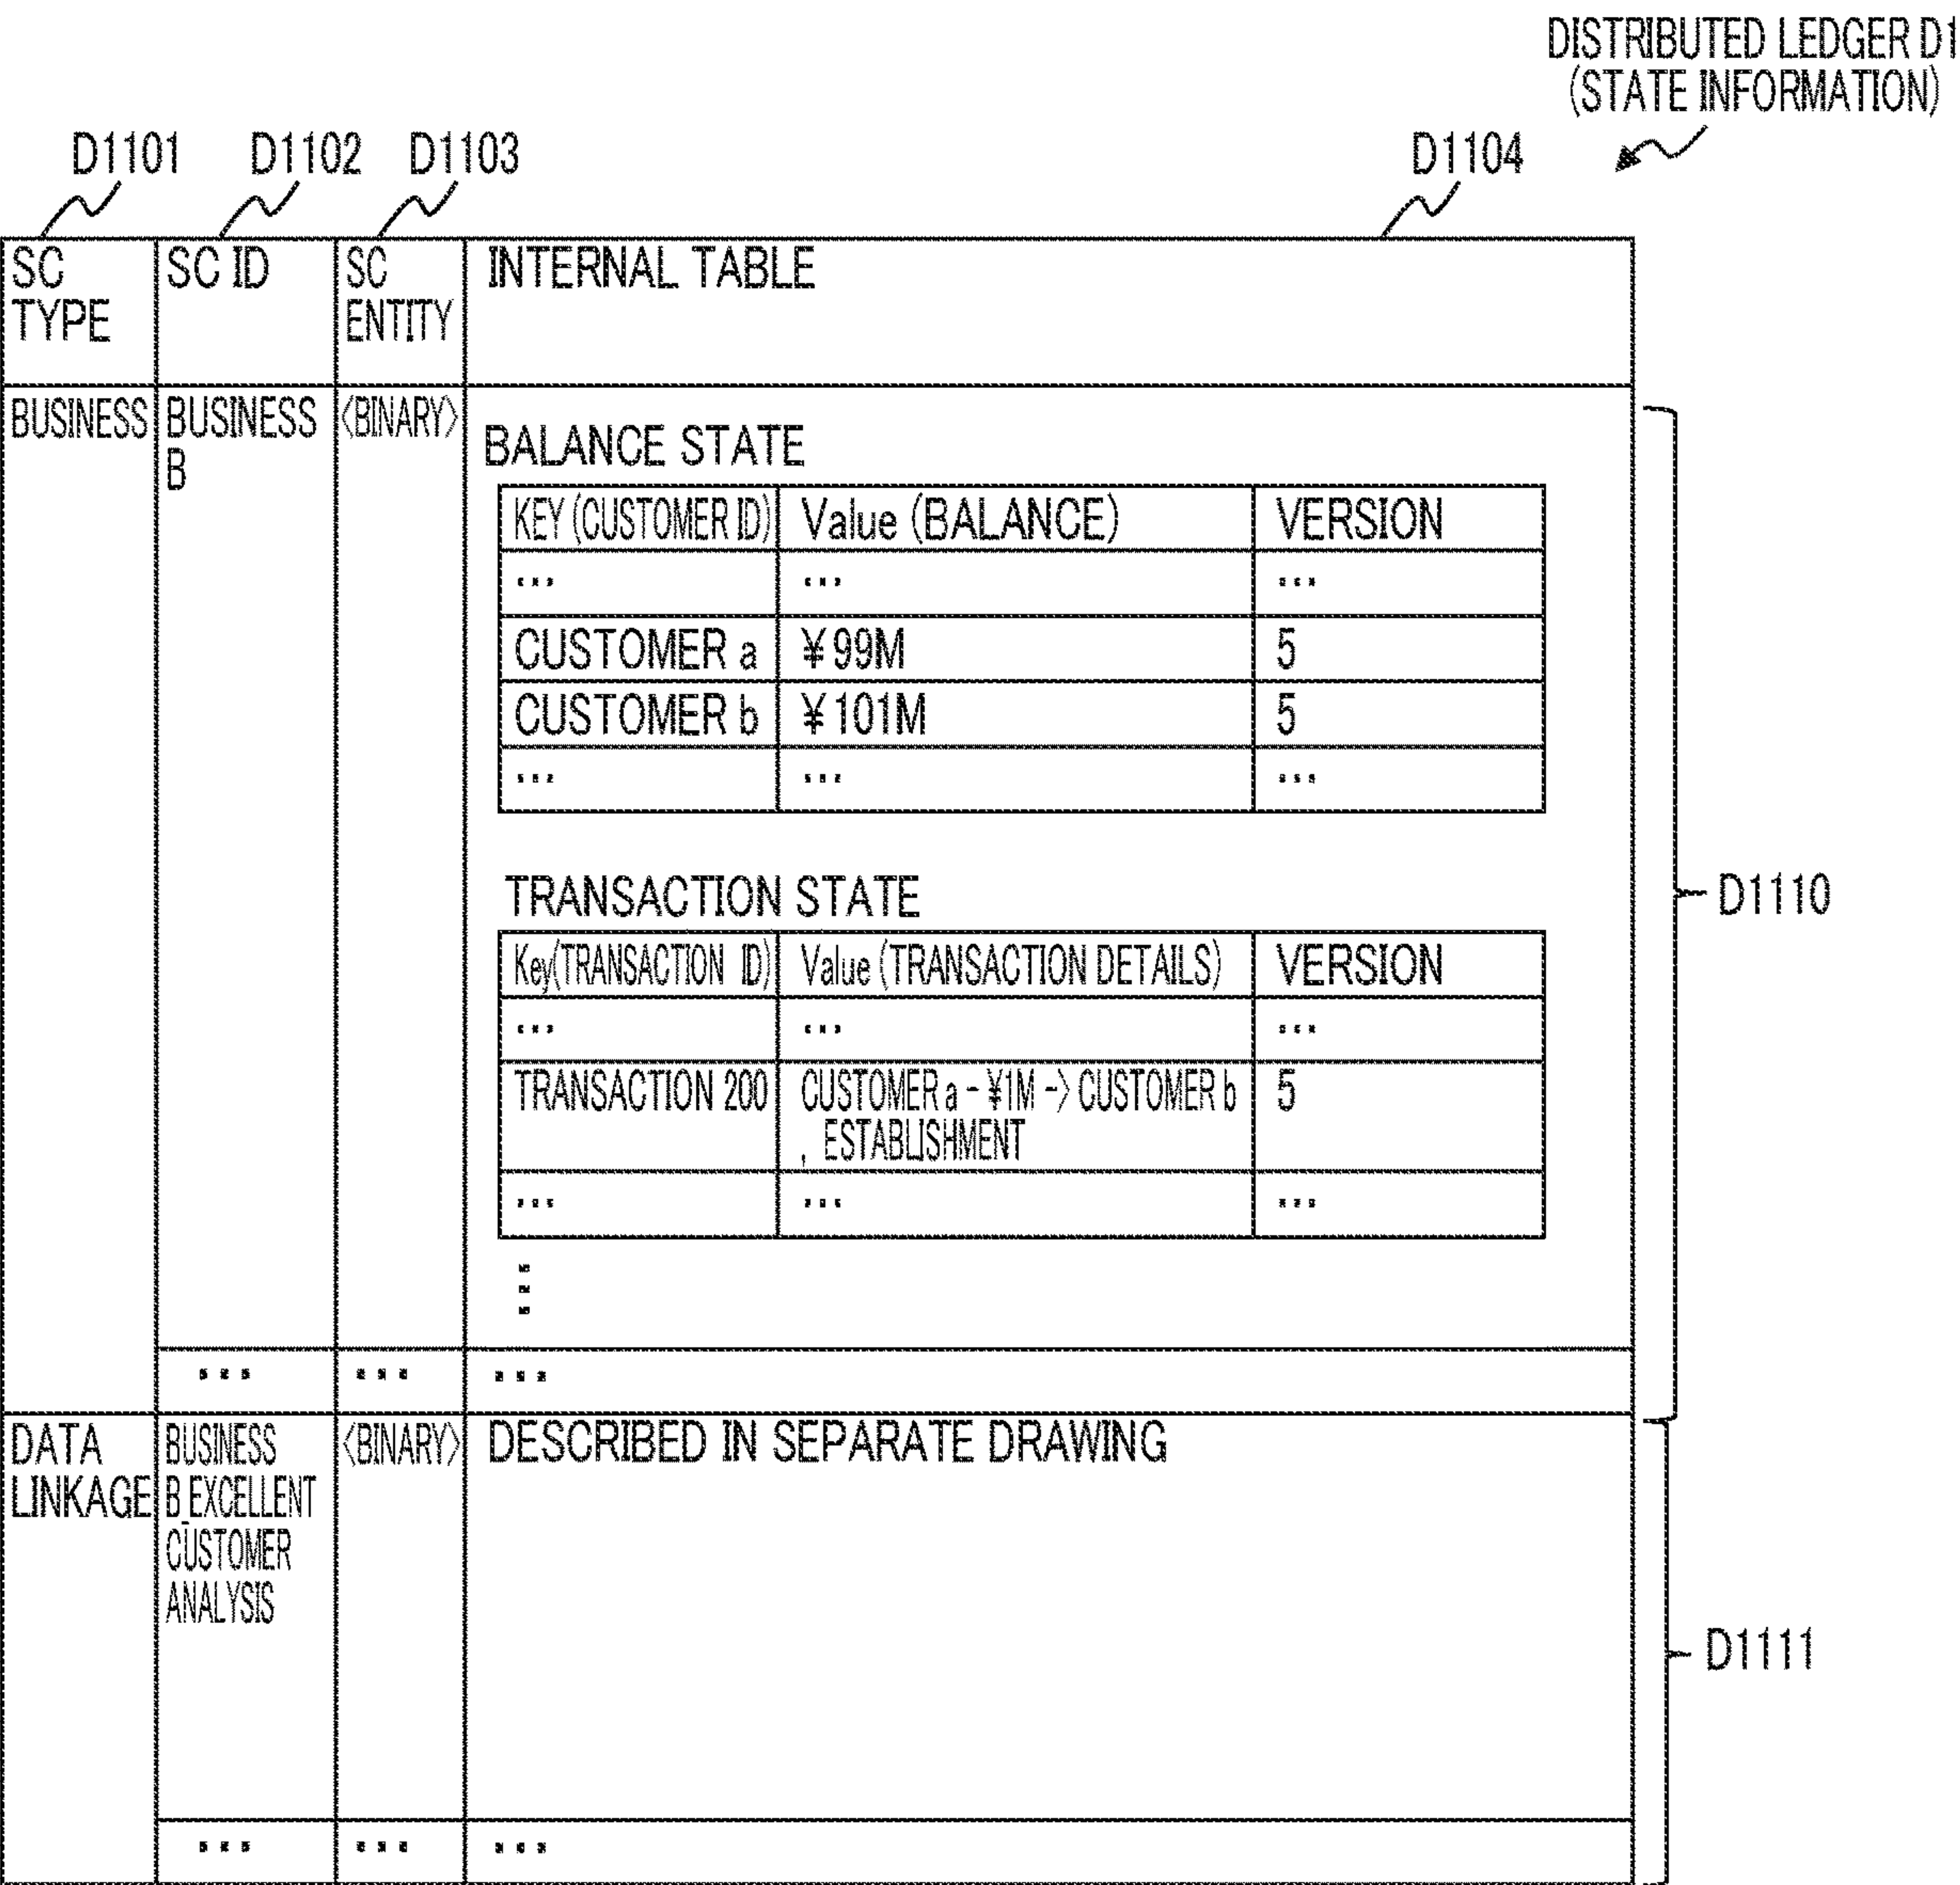 DISTRIBUTED LEDGER D1
(STATE INFORMATION)
D1101 D1102 D1103 D1104
SC TYPE
SC ID
SC ENTITY
INTERNAL TABLE
BUSINESS
BUSINESS
B
<BINARY>
BALANCE STATE
KEY (CUSTOMER ID) Value (BALANCE) VERSION
... ... ...
CUSTOMER a ¥99M 5
CUSTOMER b ¥101M 5
... ... ...
TRANSACTION STATE
Key(TRANSACTION ID) Value (TRANSACTION DETAILS) VERSION
... ... ...
TRANSACTION 200 CUSTOMER a - ¥1M -> CUSTOMER b 5
, ESTABLISHMENT
... ... ...
⋮
... ... ...
D1110
DATA
LINKAGE
BUSINESS
B_EXCELLENT
CUSTOMER
ANALYSIS
<BINARY>
DESCRIBED IN SEPARATE DRAWING
... ... ...
D1111